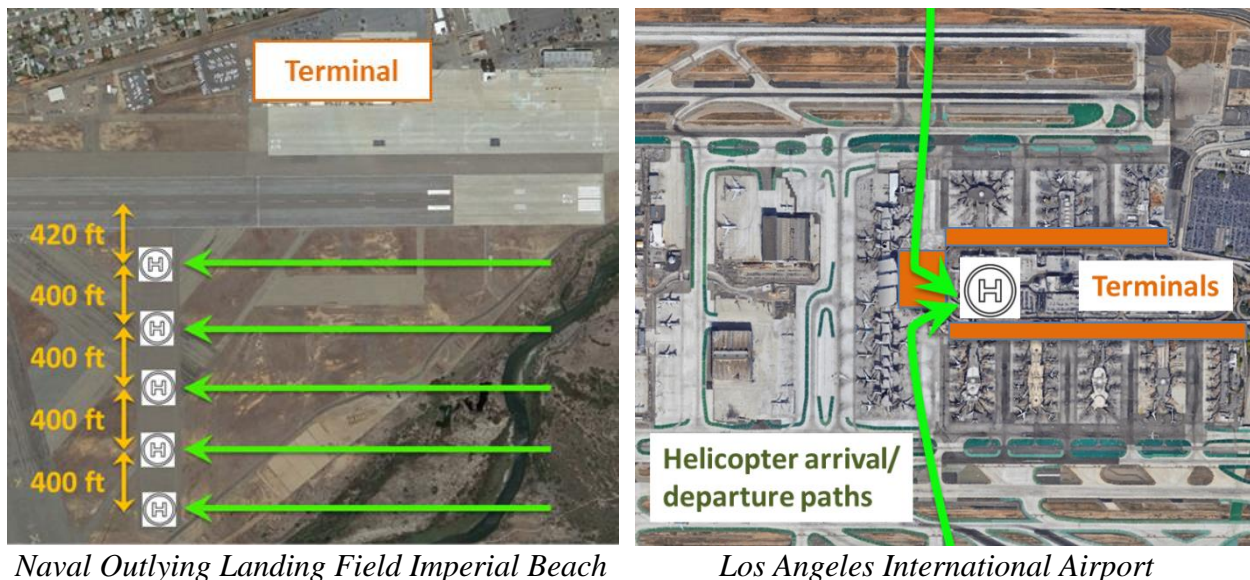 Terminal
420 ft
H
400 ft
H
400 ft
H
400 ft
H
400 ft
H
H
Terminals
Helicopter arrival/
departure paths
Naval Outlying Landing Field Imperial Beach
Los Angeles International Airport